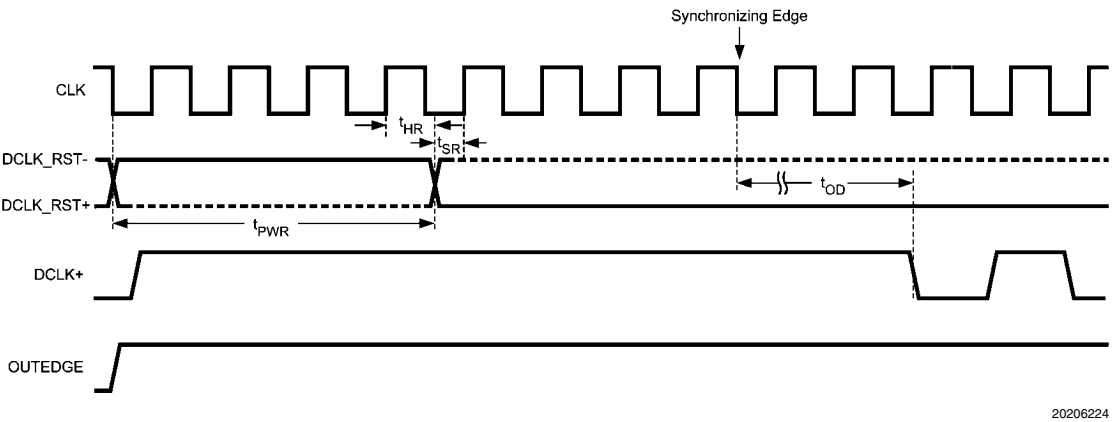 Synchronizing Edge
CLK
tHR
tSR
DCLK_RST-
tOD
DCLK_RST+
tPWR
DCLK+
OUTEDGE
20206224